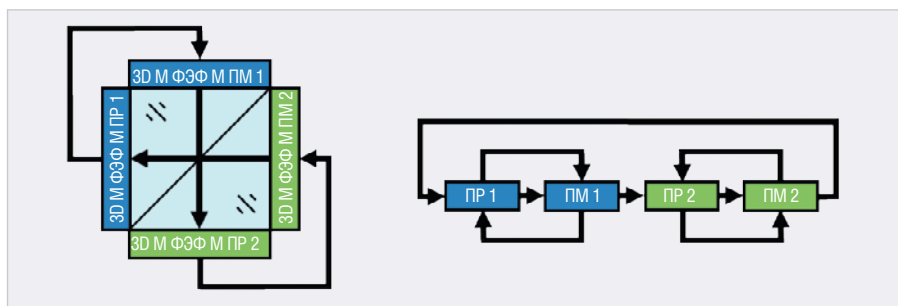 3D М ФЭФ М ПМ 1
3D М ФЭФ М ПР 1
3D М ФЭФ М ПМ 2
3D М ФЭФ М ПР 2
ПР 1
ПМ 1
ПР 2
ПМ 2